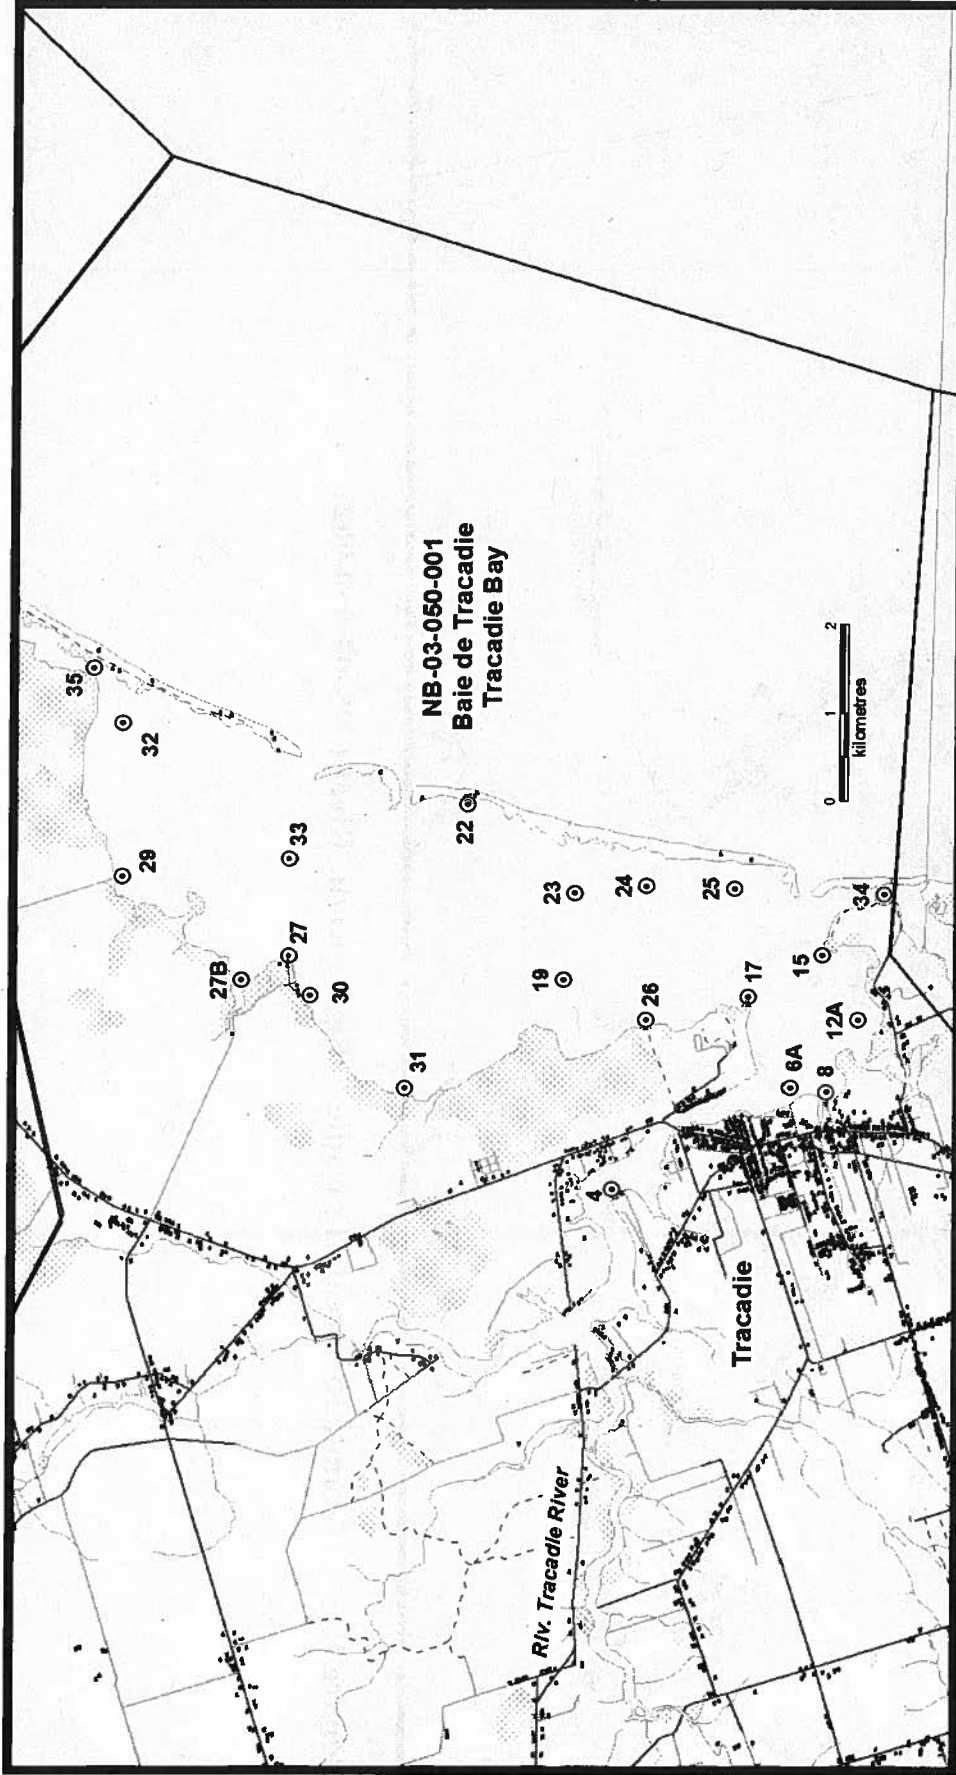 35
32
29
33
27
27B
30
31
NB-03-050-001
Baie de Tracadie
Tracadie Bay
22
23
24
25
19
26
17
34
15
12A
6A
8
4
Tracadie
Riv. Tracadie River
0 1 2
kilometres